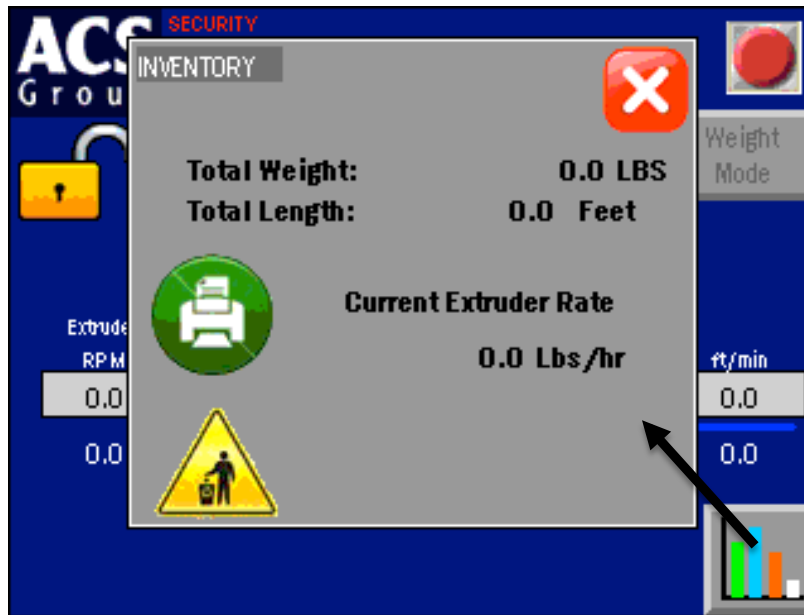 SECURITY
ACS
Grou
INVENTORY
Weight
Mode
Total Weight: 0.0 LBS
Total Length: 0.0 Feet
Current Extruder Rate
0.0 Lbs/hr
Extrude
RPM
0.0
0.0
ft/min
0.0
0.0